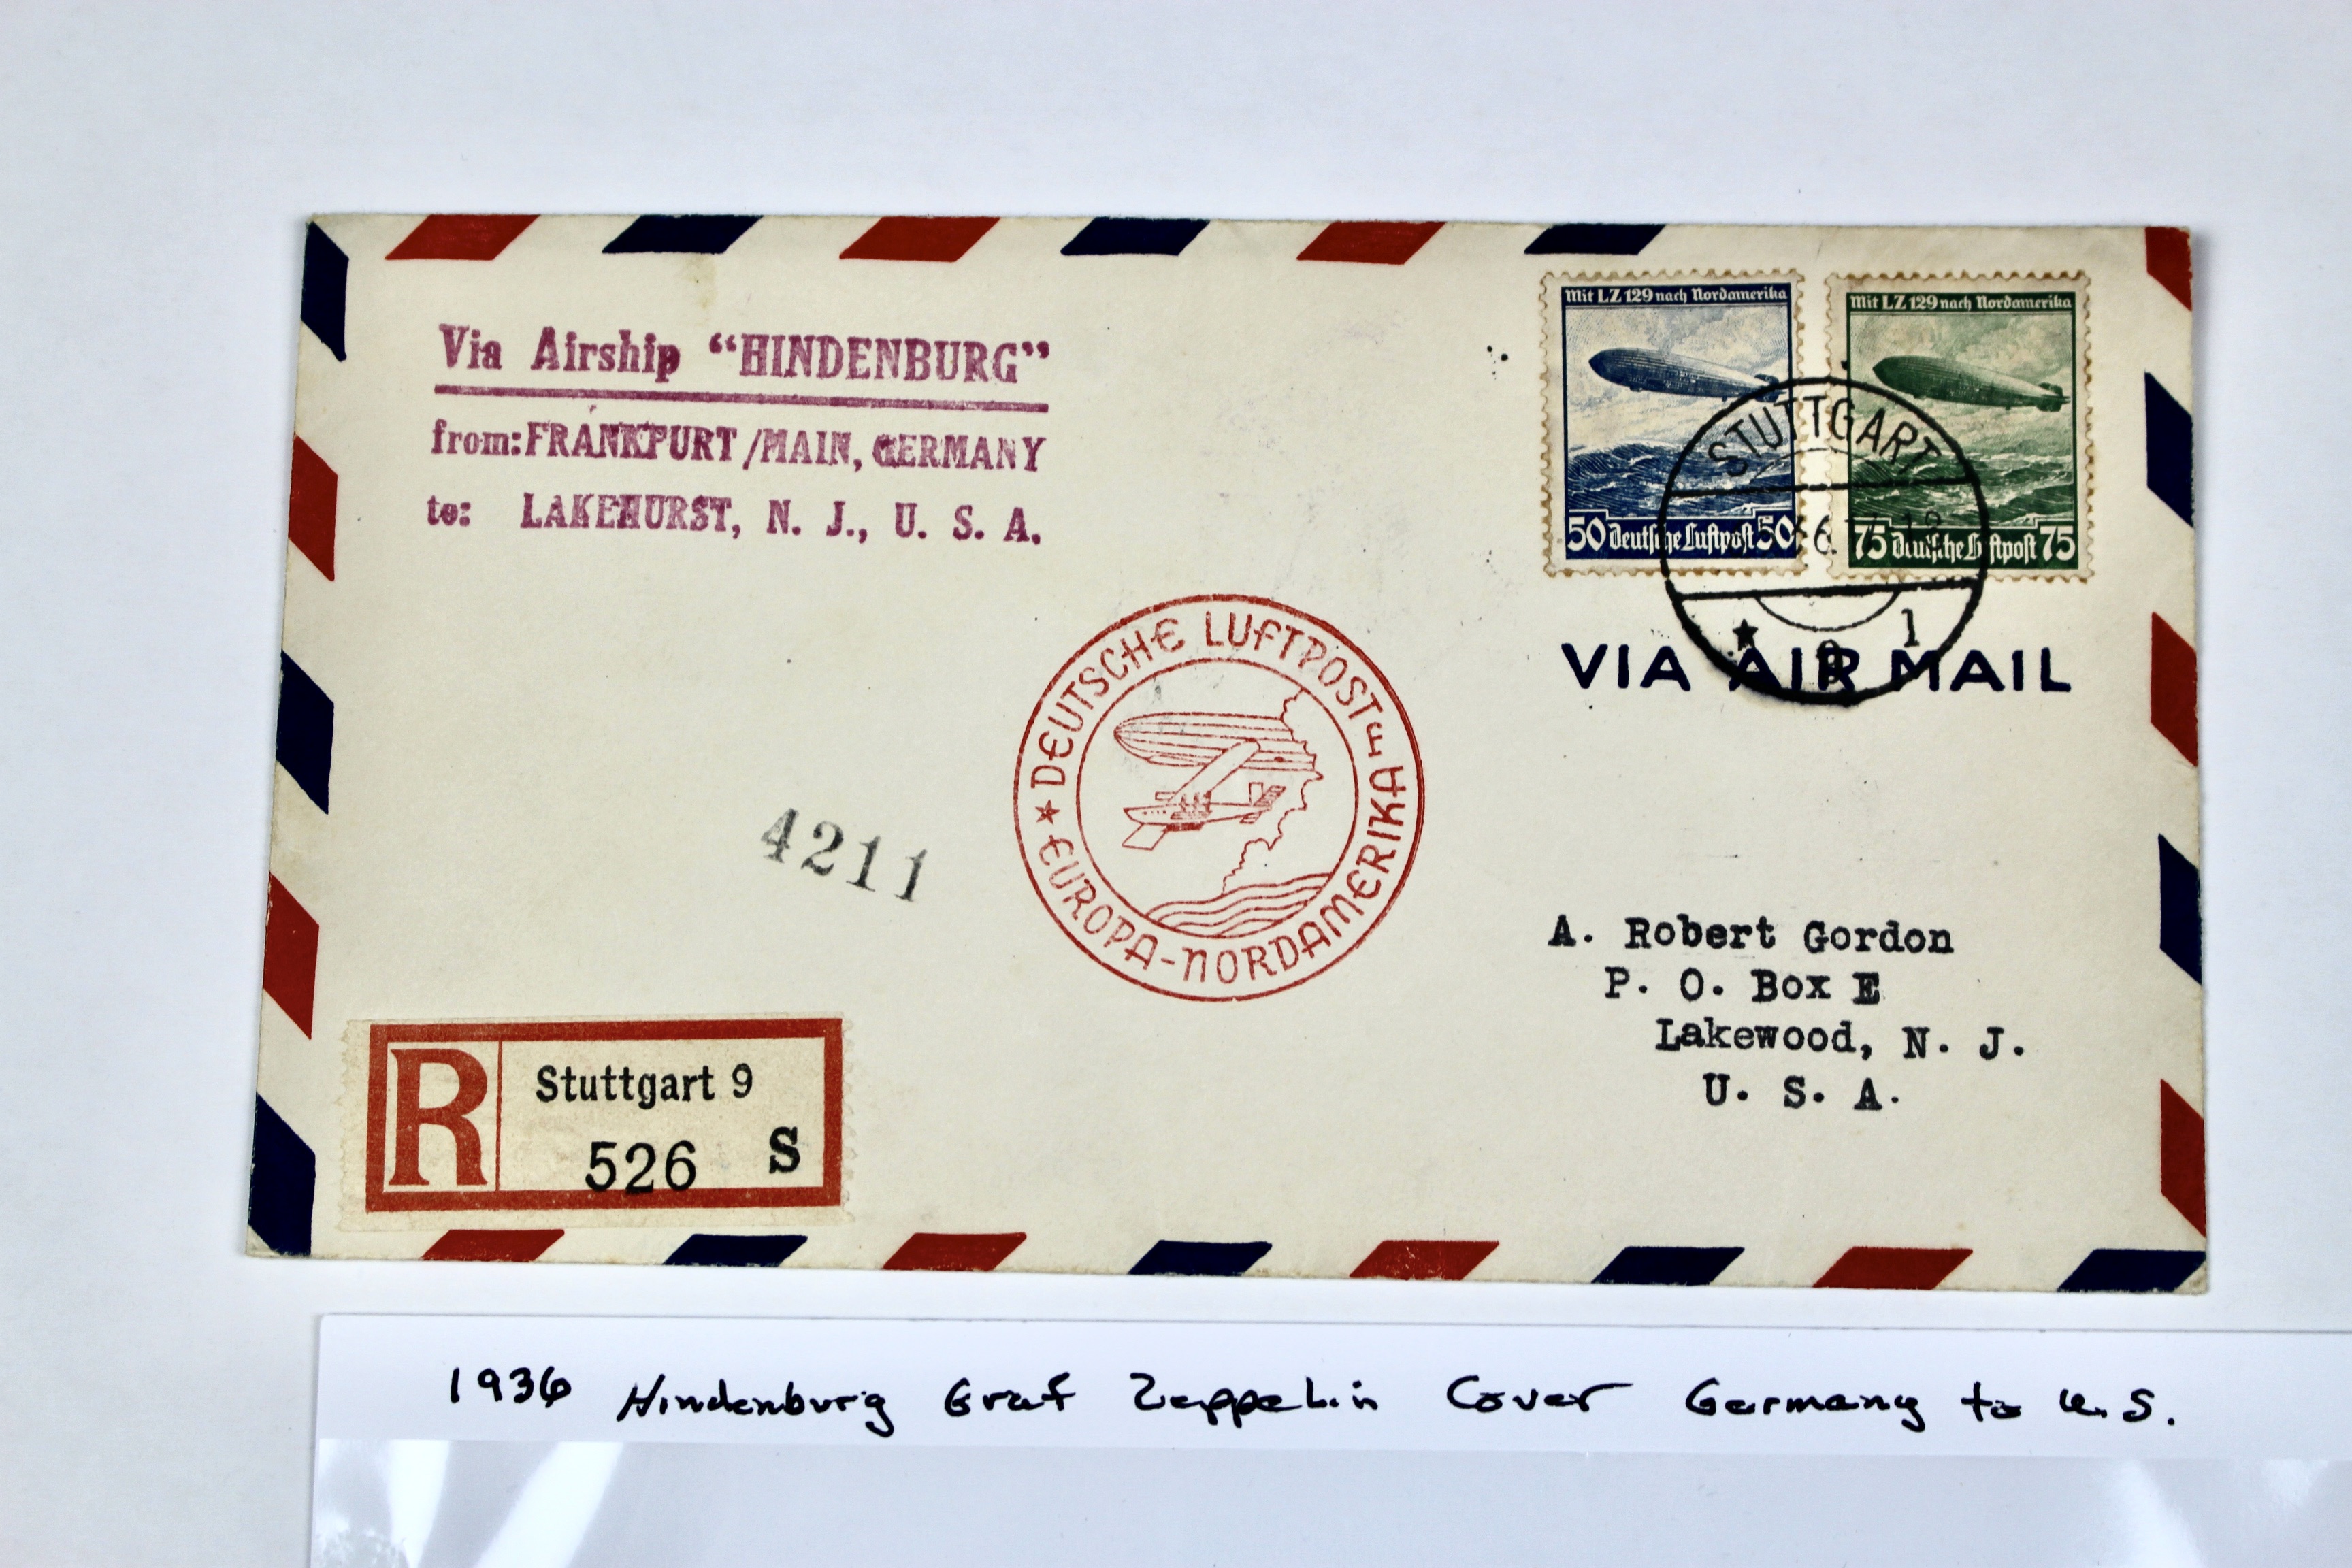 Via Airship “HINDENBURG”
from: FRANKFURT /MAIN, GERMANY
to: LAKEHURST, N. J., U. S. A.
Mit LZ 129 nach Nordamerika
50 Deutsche Luftpost 50
Mit LZ 129 nach Nordamerika
75 Deutsche Luftpost 75
STUTTGART
★ 9 1
VIA AIR MAIL
★ DEUTSCHE LUFTPOST
EUROPA-NORDAMERIKA
4211
A. Robert Gordon
P. O. Box E
Lakewood, N. J.
U. S. A.
R Stuttgart 9
526 S
1936 Hindenburg Graf Zeppelin Cover Germany to U.S.